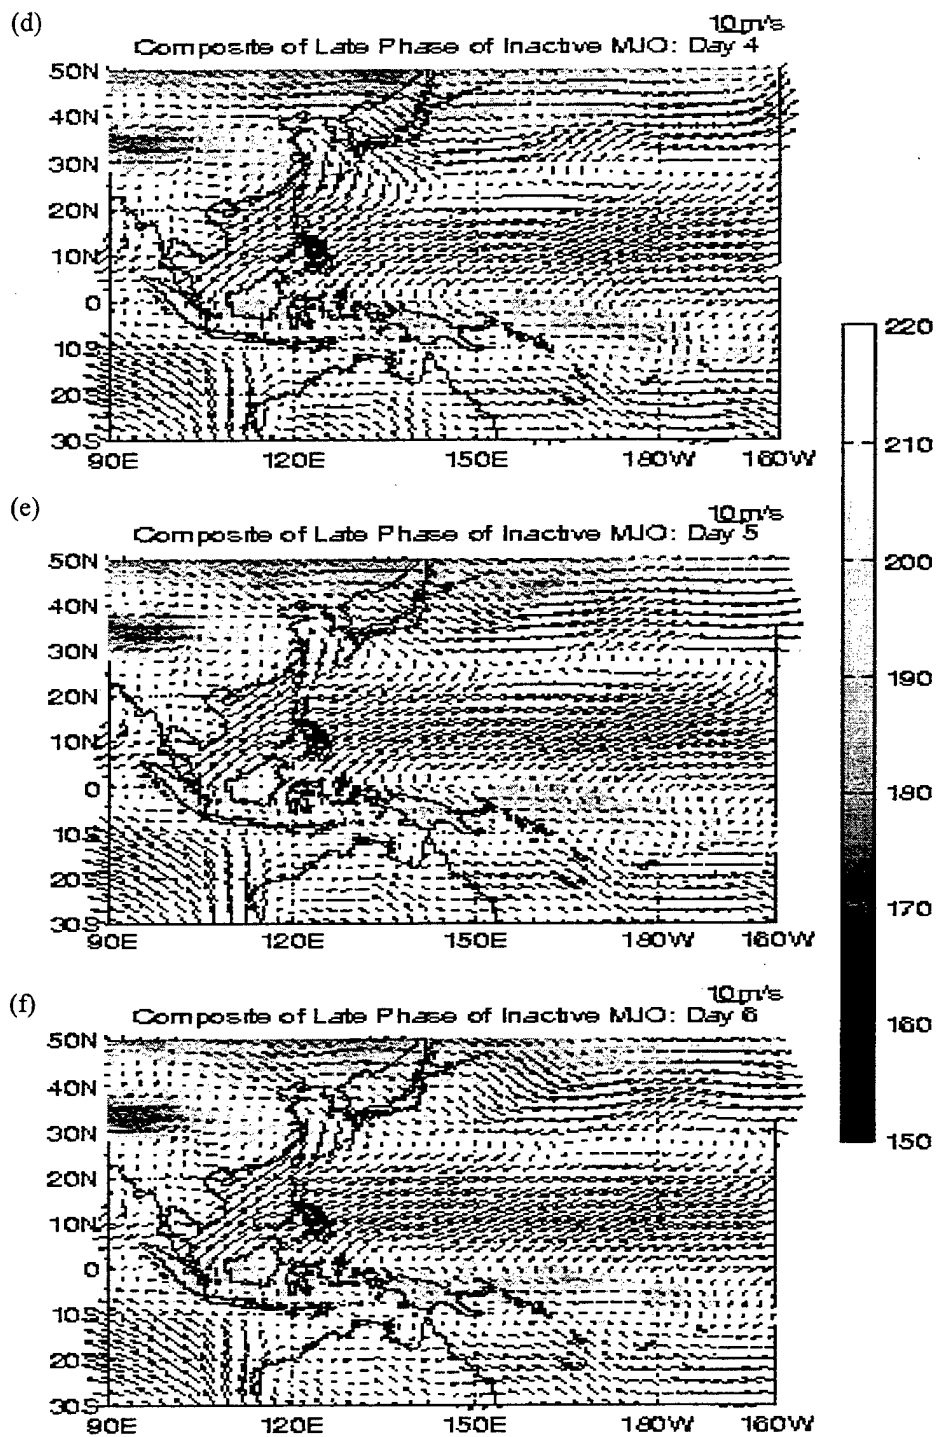 (d)
10 m/s
Composite of Late Phase of Inactive MJO: Day 4
50N
40N
30N
20N
10N
0
10S
20S
30S
90E 120E 150E 180W 160W
(e)
10 m/s
Composite of Late Phase of Inactive MJO: Day 5
50N
40N
30N
20N
10N
0
10S
20S
30S
90E 120E 150E 180W 160W
(f)
10 m/s
Composite of Late Phase of Inactive MJO: Day 6
50N
40N
30N
20N
10N
0
10S
20S
30S
90E 120E 150E 180W 160W
220
210
200
190
180
170
160
150